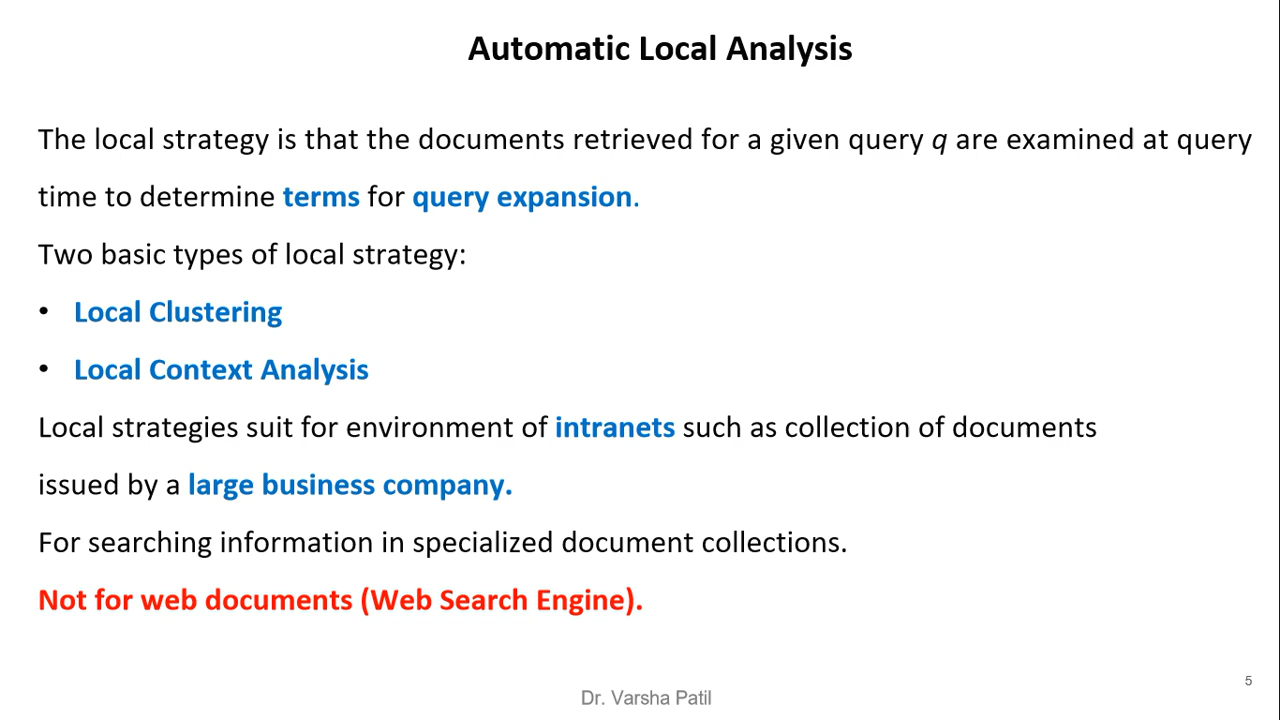 Automatic Local Analysis
The local strategy is that the documents retrieved for a given query q are examined at query
time to determine terms for query expansion.
Two basic types of local strategy:
• Local Clustering
• Local Context Analysis
Local strategies suit for environment of intranets such as collection of documents
issued by a large business company.
For searching information in specialized document collections.
Not for web documents (Web Search Engine).
5
Dr. Varsha Patil